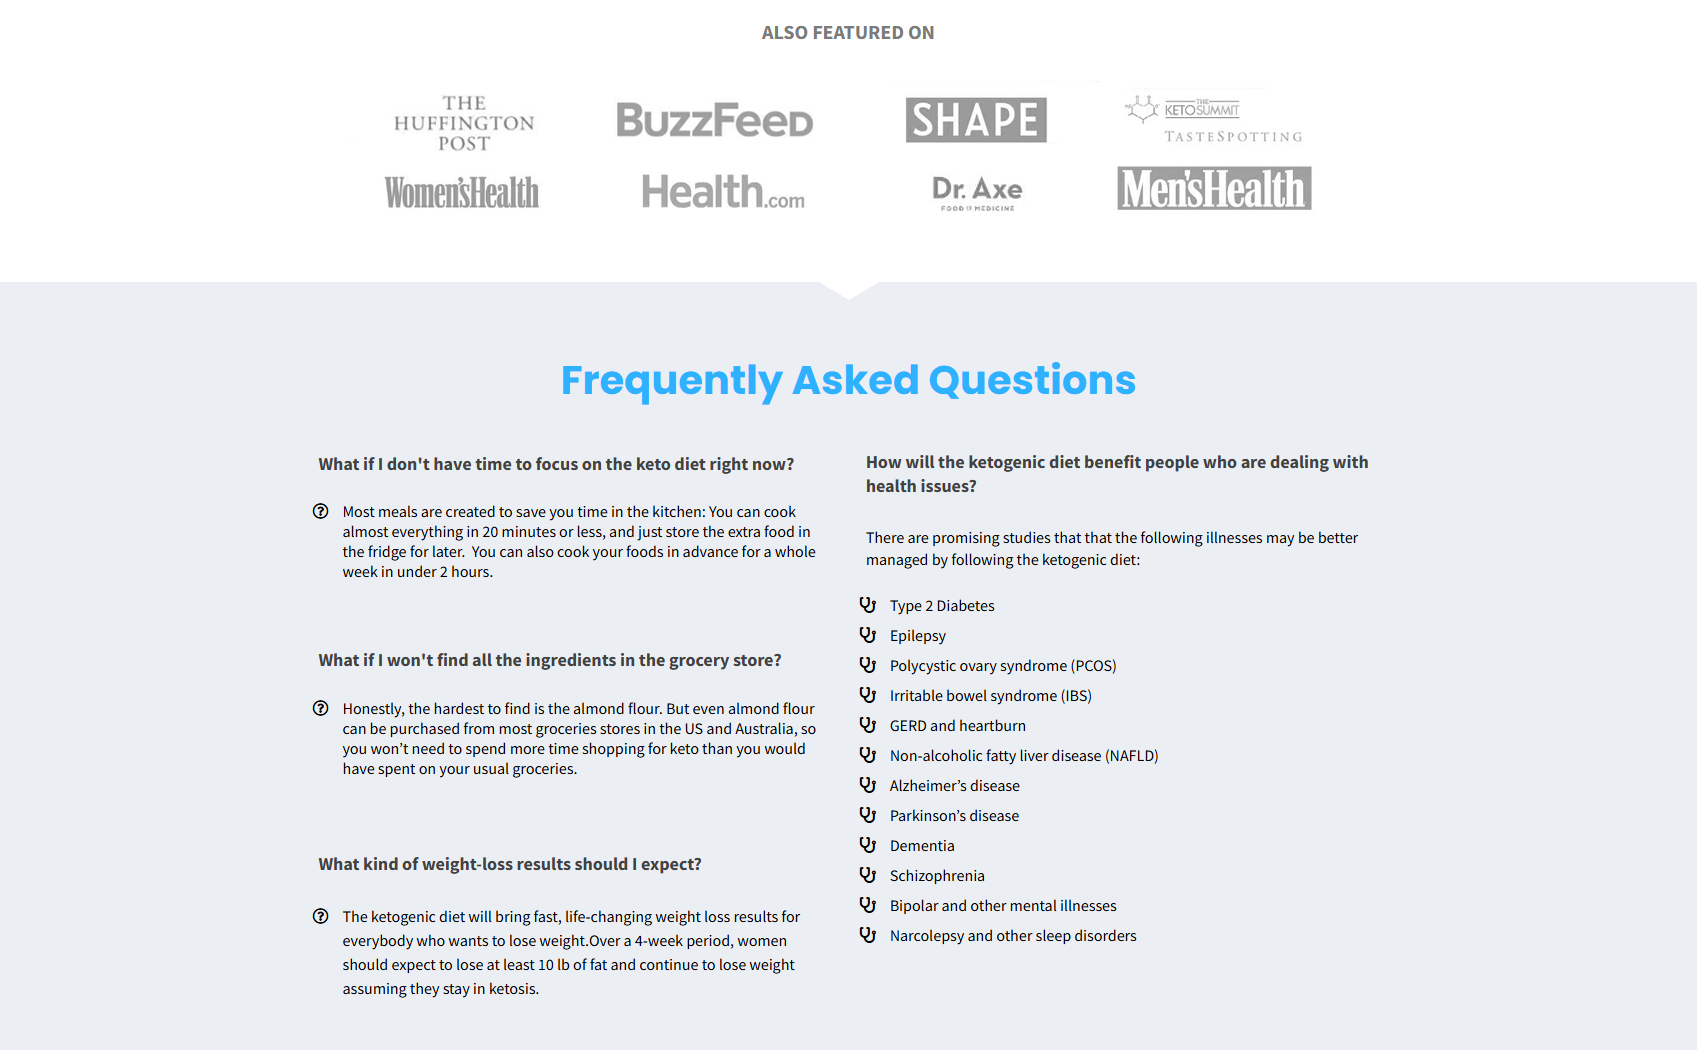 ALSO FEATURED ON
THE
HUFFINGTON
POST
BuzzFeed
SHAPE
THE
KETOSUMMIT
TASTESPOTTING
Women'sHealth
Health.com
Dr. Axe
FOOD IS MEDICINE
Men'sHealth
Frequently Asked Questions
What if I don't have time to focus on the keto diet right now?
Most meals are created to save you time in the kitchen: You can cook
almost everything in 20 minutes or less, and just store the extra food in
the fridge for later.  You can also cook your foods in advance for a whole
week in under 2 hours.
What if I won't find all the ingredients in the grocery store?
Honestly, the hardest to find is the almond flour. But even almond flour
can be purchased from most groceries stores in the US and Australia, so
you won’t need to spend more time shopping for keto than you would
have spent on your usual groceries.
What kind of weight-loss results should I expect?
The ketogenic diet will bring fast, life-changing weight loss results for
everybody who wants to lose weight.Over a 4-week period, women
should expect to lose at least 10 lb of fat and continue to lose weight
assuming they stay in ketosis.
How will the ketogenic diet benefit people who are dealing with
health issues?
There are promising studies that that the following illnesses may be better
managed by following the ketogenic diet:
Type 2 Diabetes
Epilepsy
Polycystic ovary syndrome (PCOS)
Irritable bowel syndrome (IBS)
GERD and heartburn
Non-alcoholic fatty liver disease (NAFLD)
Alzheimer’s disease
Parkinson’s disease
Dementia
Schizophrenia
Bipolar and other mental illnesses
Narcolepsy and other sleep disorders